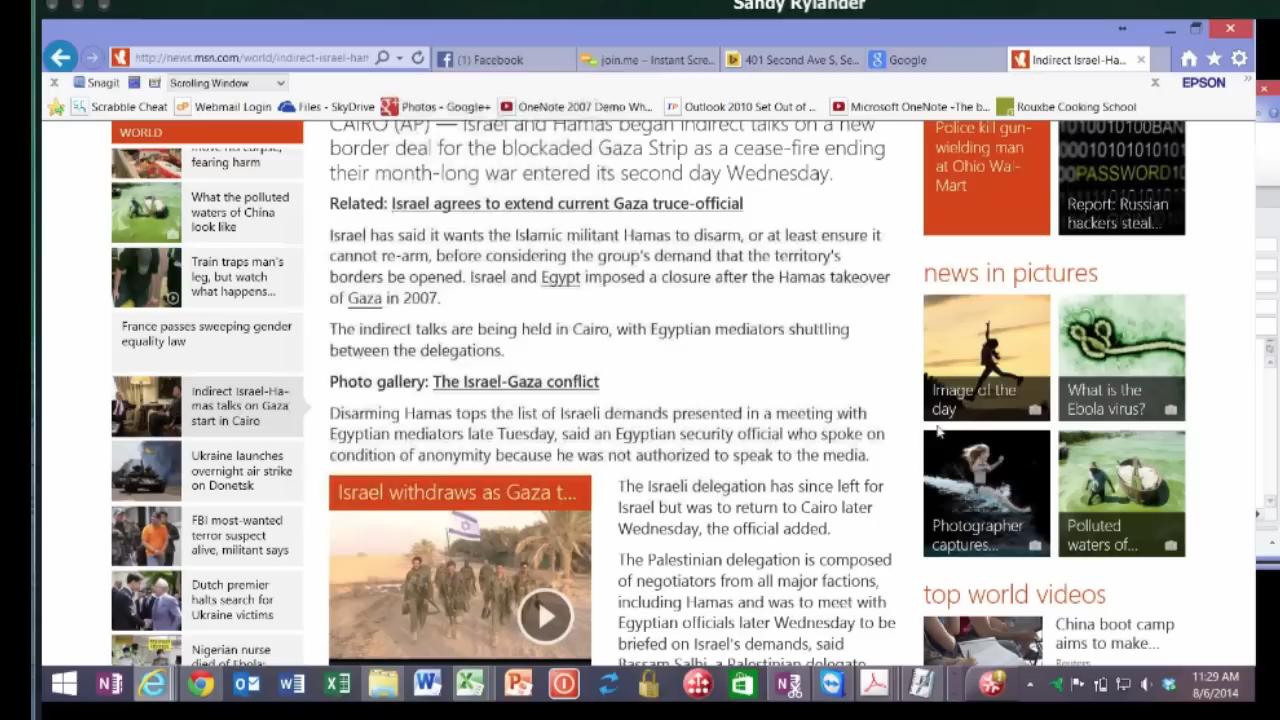 Sandy Rylander
http://news.msn.com/world/indirect-israel-har
(1) Facebook
join.me – Instant Scre...
401 Second Ave S, Se...
Google
Indirect Israel-Ha...
x Snagit
Scrolling Window
x EPSON
Scrabble Cheat
Webmail Login
Files - SkyDrive
Photos - Google+
OneNote 2007 Demo Wh...
Outlook 2010 Set Out of ...
Microsoft OneNote -The b...
Rouxbe Cooking School
WORLD
fearing harm
What the polluted
waters of China
look like
Train traps man's
leg, but watch
what happens...
France passes sweeping gender
equality law
Indirect Israel-Ha-
mas talks on Gaza
start in Cairo
Ukraine launches
overnight air strike
on Donetsk
FBI most-wanted
terror suspect
alive, militant says
Dutch premier
halts search for
Ukraine victims
Nigerian nurse
died of Ebola:
CAIRO (AP) — Israel and Hamas began indirect talks on a new
border deal for the blockaded Gaza Strip as a cease-fire ending
their month-long war entered its second day Wednesday.
Related: Israel agrees to extend current Gaza truce-official
Israel has said it wants the Islamic militant Hamas to disarm, or at least ensure it
cannot re-arm, before considering the group's demand that the territory's
borders be opened. Israel and Egypt imposed a closure after the Hamas takeover
of Gaza in 2007.
The indirect talks are being held in Cairo, with Egyptian mediators shuttling
between the delegations.
Photo gallery: The Israel-Gaza conflict
Disarming Hamas tops the list of Israeli demands presented in a meeting with
Egyptian mediators late Tuesday, said an Egyptian security official who spoke on
condition of anonymity because he was not authorized to speak to the media.
Israel withdraws as Gaza t...
The Israeli delegation has since left for
Israel but was to return to Cairo later
Wednesday, the official added.
The Palestinian delegation is composed
of negotiators from all major factions,
including Hamas and was to meet with
Egyptian officials later Wednesday to be
briefed on Israel's demands, said
Bassam Salhi, a Palestinian delegate
Police kill gun-
wielding man
at Ohio Wal-
Mart
10100101100BAN
PASSWORD
Report: Russian
hackers steal...
news in pictures
Image of the
day
What is the
Ebola virus?
Photographer
captures...
Polluted
waters of...
top world videos
China boot camp
aims to make...
Reuters
11:29 AM
8/6/2014